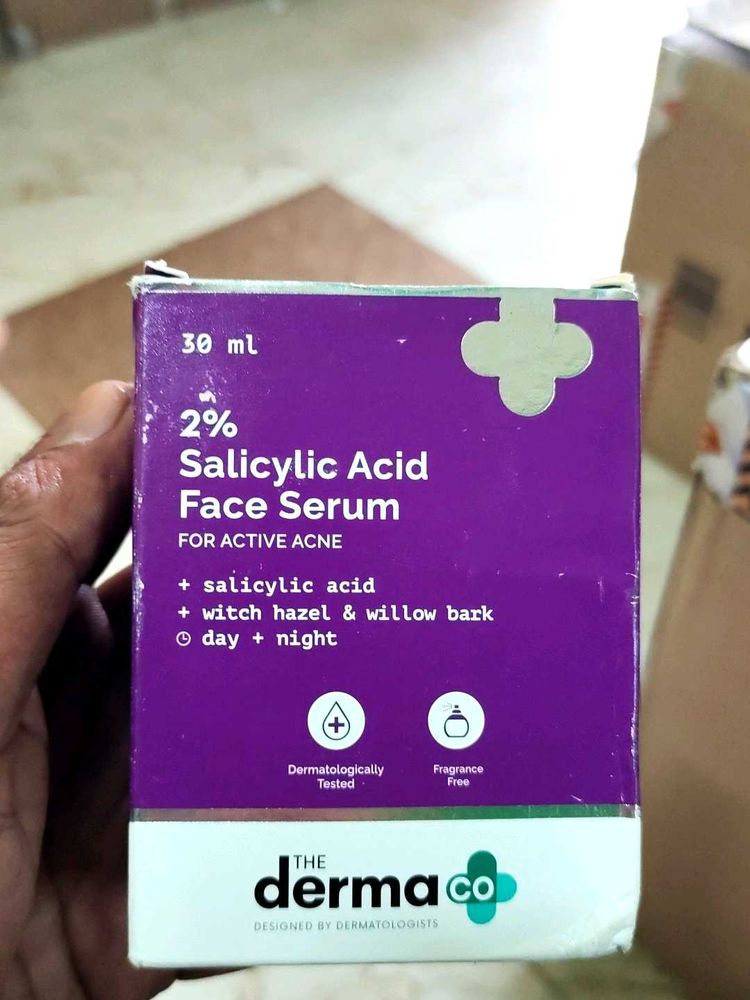 30 ml
2%
Salicylic Acid
Face Serum
FOR ACTIVE ACNE
+ salicylic acid
+ witch hazel & willow bark
day + night
Dermatologically
Tested
Fragrance
Free
THE
derma co
DESIGNED BY DERMATOLOGISTS